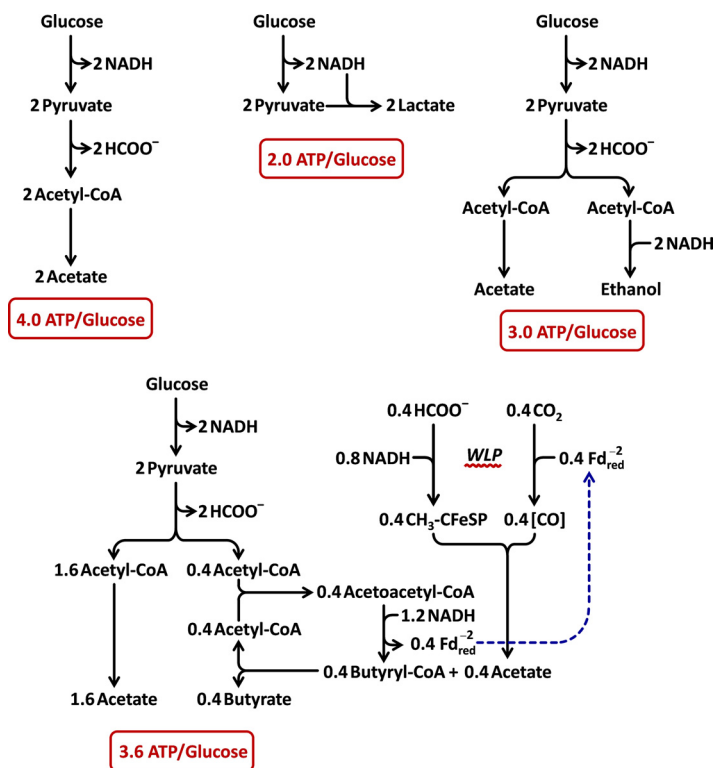 Glucose
2 NADH
2 Pyruvate
2 HCOO⁻
2 Acetyl-CoA
2 Acetate
4.0 ATP/Glucose
Glucose
2 NADH
2 Pyruvate
2 Lactate
2.0 ATP/Glucose
Glucose
2 NADH
2 Pyruvate
2 HCOO⁻
Acetyl-CoA
Acetyl-CoA
2 NADH
Acetate
Ethanol
3.0 ATP/Glucose
Glucose
2 NADH
2 Pyruvate
2 HCOO⁻
1.6 Acetyl-CoA
0.4 Acetyl-CoA
0.4 Acetoacetyl-CoA
1.2 NADH
0.4 Fd_red^-2
0.4 Acetyl-CoA
0.4 Butyryl-CoA + 0.4 Acetate
1.6 Acetate
0.4 Butyrate
3.6 ATP/Glucose
0.4 HCOO⁻
0.4 CO₂
0.8 NADH
WLP
0.4 Fd_red^-2
0.4 CH₃-CFeSP
0.4 [CO]